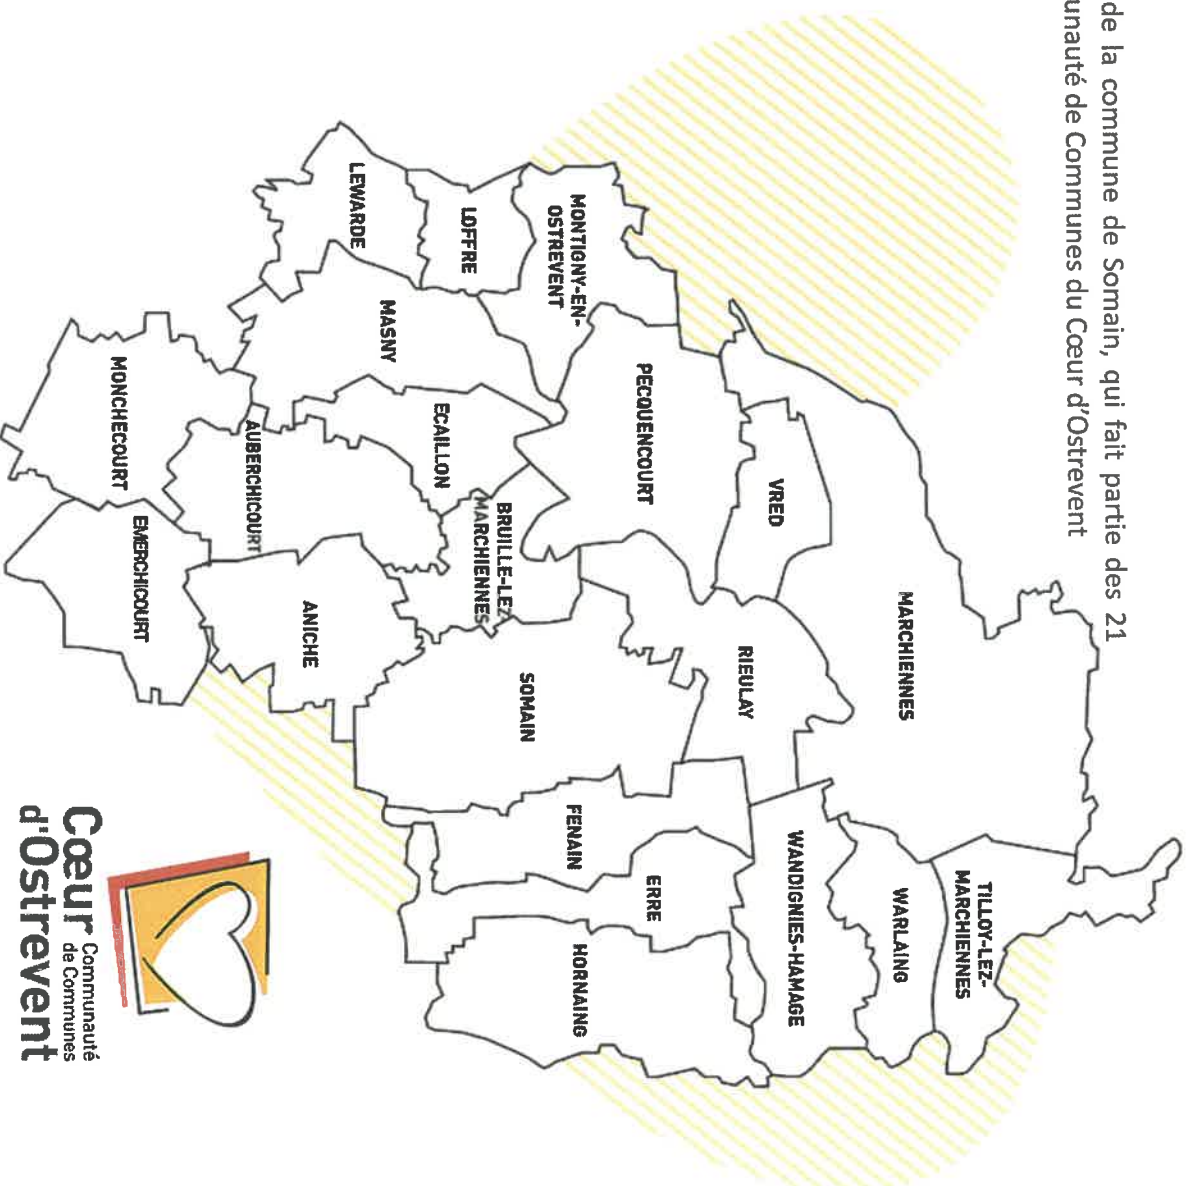 de la commune de Somain, qui fait partie des 21
unauté de Communes du Cœur d'Ostrevent
TILLOY-LEZ-
MARCHIENNES
MARCHIENNES
WARLAING
WANDIGNIES-HAMAGE
VRED
RIEULAY
PECQUENCOURT
ERRE
MONTIGNY-EN-
OSTREVENT
FENAIN
HORNAING
SOMAIN
BRUILLE-LEZ
MARCHIENNES
LOFFRE
ECAILLON
MASNY
LEWARDE
ANICHE
AUBERCHICOURT
EMERCHICOURT
MONCHECOURT
Cœur Communauté
de Communes
d'Ostrevent